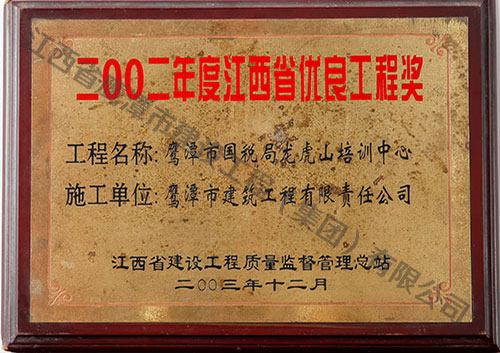 二00二年度江西省优良工程奖
工程名称:鹰潭市国税局龙虎山培训中心
施工单位:鹰潭市建筑工程有限责任公司
江西省建设工程质量监督管理总站
二00三年十二月